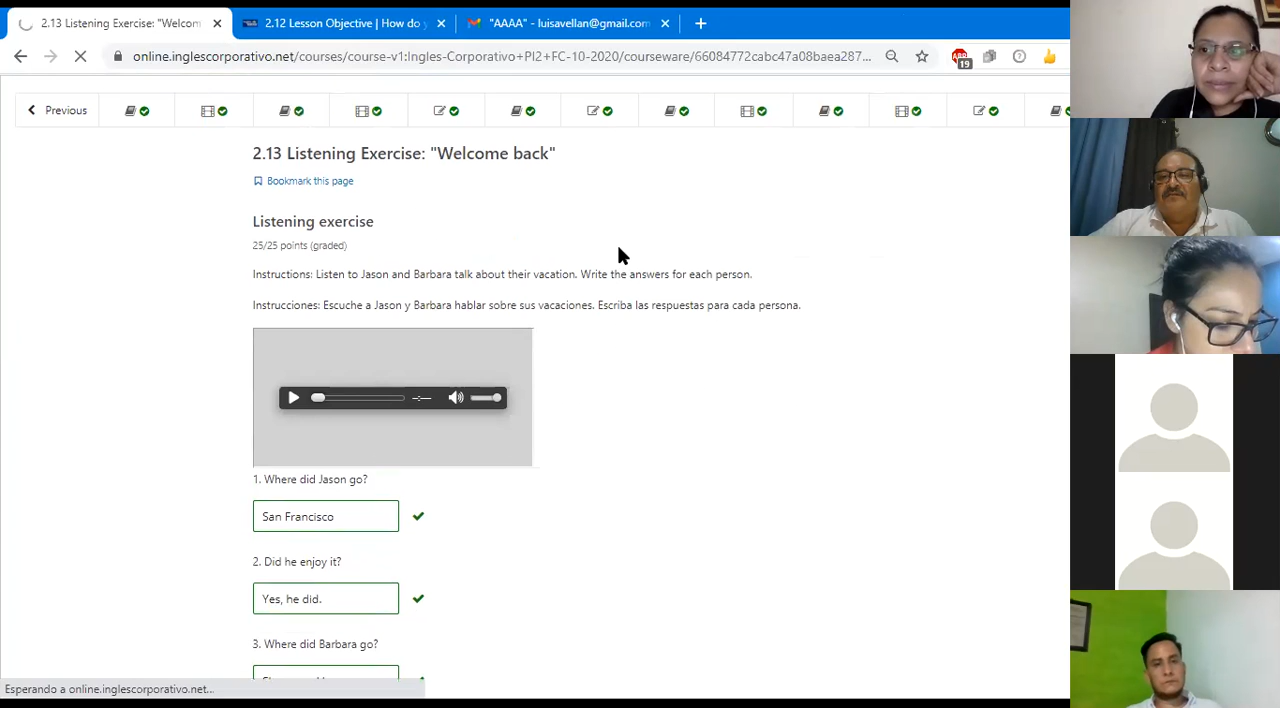 2.13 Listening Exercise: "Welcom
2.12 Lesson Objective | How do y
"AAAA" - luisavellan@gmail.com
online.inglescorporativo.net/courses/course-v1:Ingles-Corporativo+PI2+FC-10-2020/courseware/66084772cabc47a08baea287...
19
Previous
2.13 Listening Exercise: "Welcome back"
Bookmark this page
Listening exercise
25/25 points (graded)
Instructions: Listen to Jason and Barbara talk about their vacation. Write the answers for each person.
Instrucciones: Escuche a Jason y Barbara hablar sobre sus vacaciones. Escriba las respuestas para cada persona.
--:--
1. Where did Jason go?
San Francisco
2. Did he enjoy it?
Yes, he did.
3. Where did Barbara go?
Esperando a online.inglescorporativo.net...